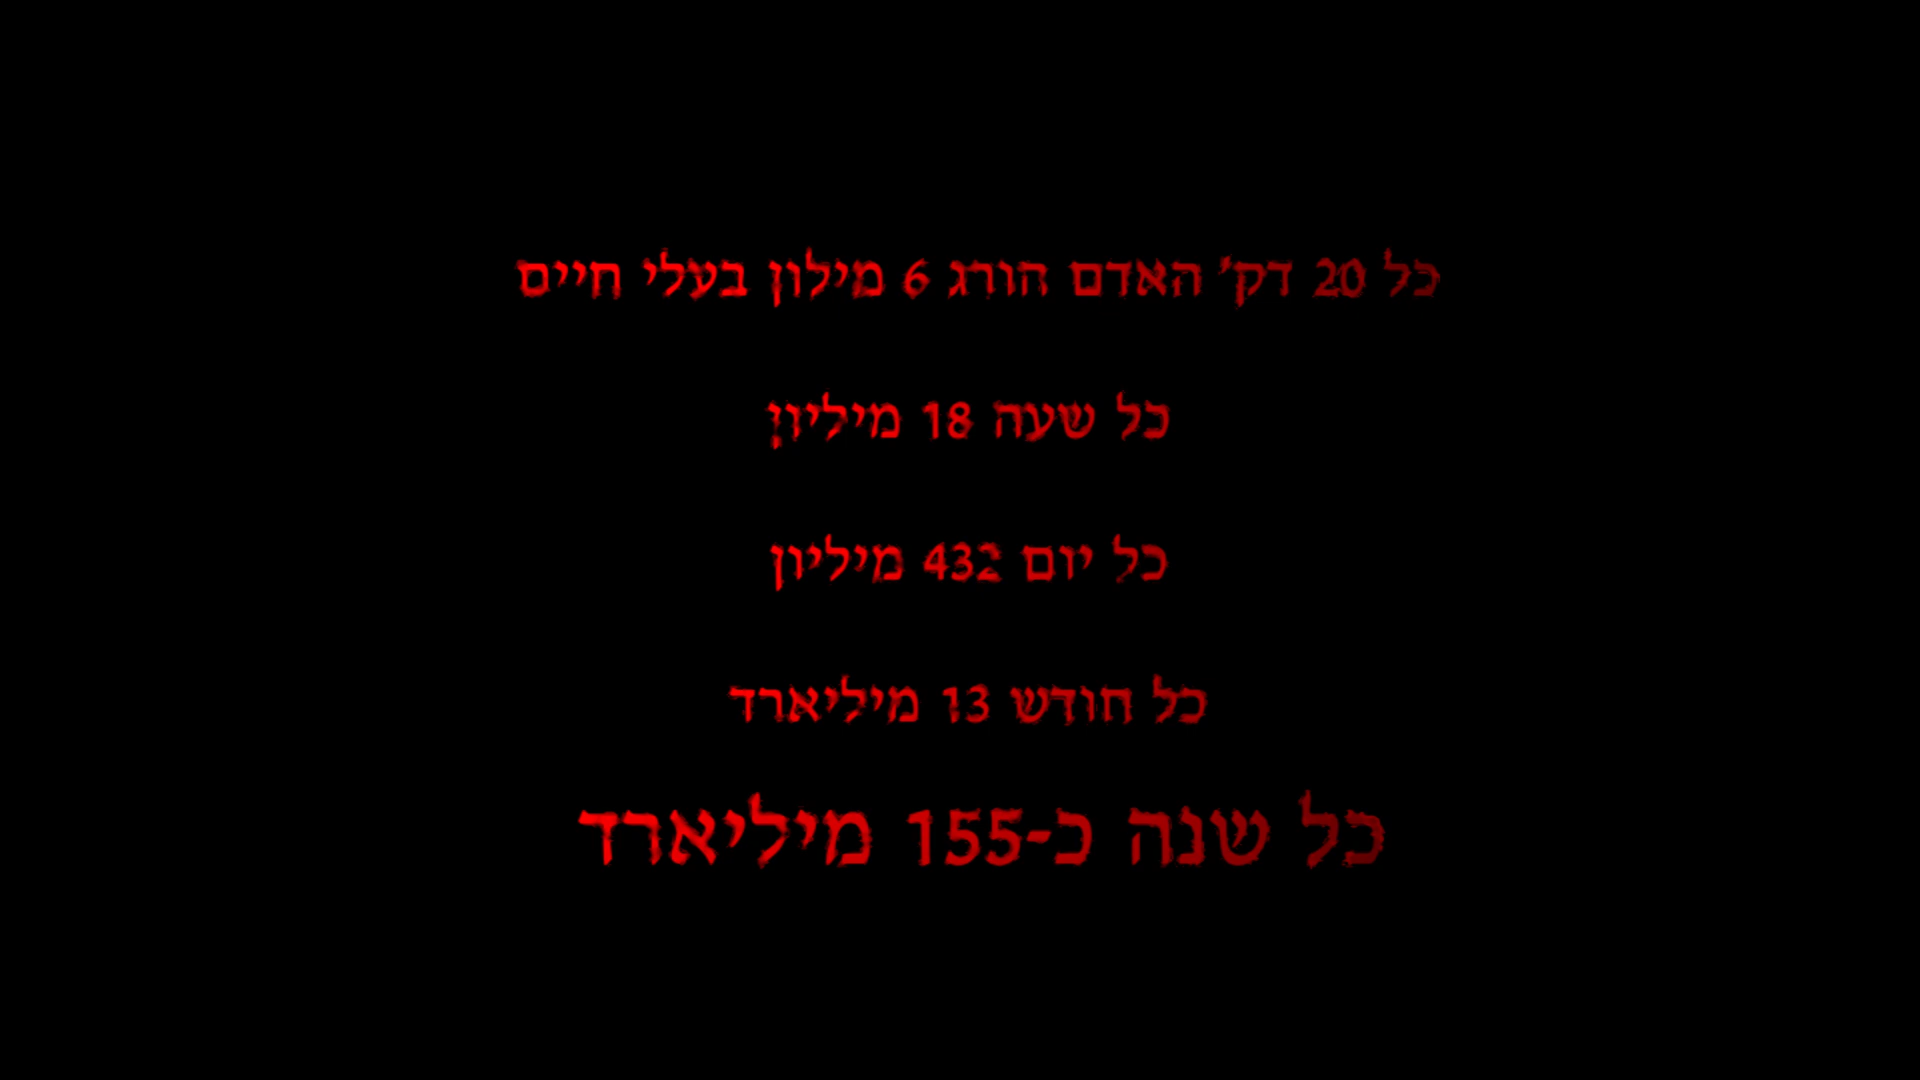 כל 20 דק' האדם הורג 6 מילון בעלי חיים
כל שעה 18 מיליון
כל יום 432 מיליון
כל חודש 13 מיליארד
כל שנה כ-155 מיליארד